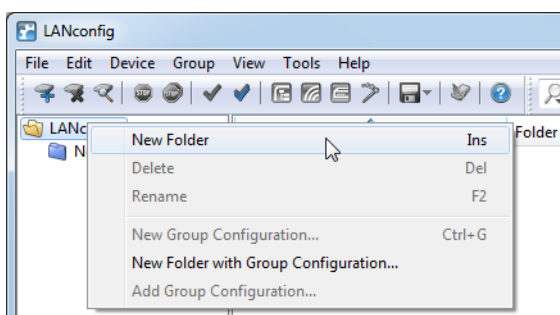 LANconfig
File Edit Device Group View Tools Help
Folder
New Folder Ins
Delete Del
Rename F2
New Group Configuration... Ctrl+G
New Folder with Group Configuration...
Add Group Configuration...